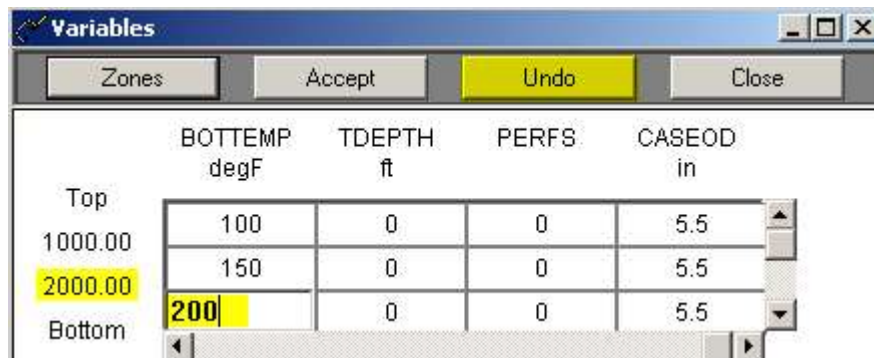 Variables
Zones Accept Undo Close
BOTTEMP TDEPTH PERFS CASEOD
degF ft in
Top
100 0 0 5.5
1000.00
150 0 0 5.5
2000.00
200 0 0 5.5
Bottom